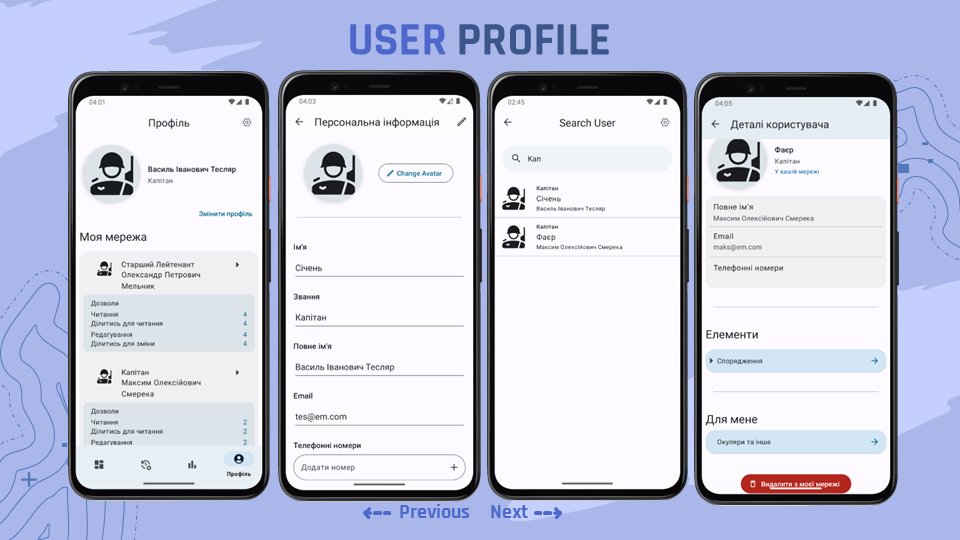 USER PROFILE
04:01
Профіль
Василь Іванович Тесляр
Капітан
Змінити профіль
Моя мережа
Старший Лейтенант
Олександр Петрович
Мельник
Дозволи
Читання 4
Ділитись для читання 4
Редагування 4
Ділитись для зміни 4
Капітан
Максим Олексійович
Смерека
Дозволи
Читання 2
Ділитись для читання 2
Редагування 2
Профіль
04:03
Персональна інформація
Change Avatar
Ім'я
Січень
Звання
Капітан
Повне ім'я
Василь Іванович Тесляр
Email
tes@em.com
Телефонні номери
Додати номер
02:45
Search User
Кап
Капітан
Січень
Василь Іванович Тесляр
Капітан
Фаєр
Максим Олексійович Смерека
04:05
Деталі користувача
Фаєр
Капітан
У вашій мережі
Повне ім'я
Максим Олексійович Смерека
Email
maks@em.com
Телефонні номери
Елементи
Спорядження
Для мене
Окуляри та інше
Видалити з моєї мережі
Previous Next